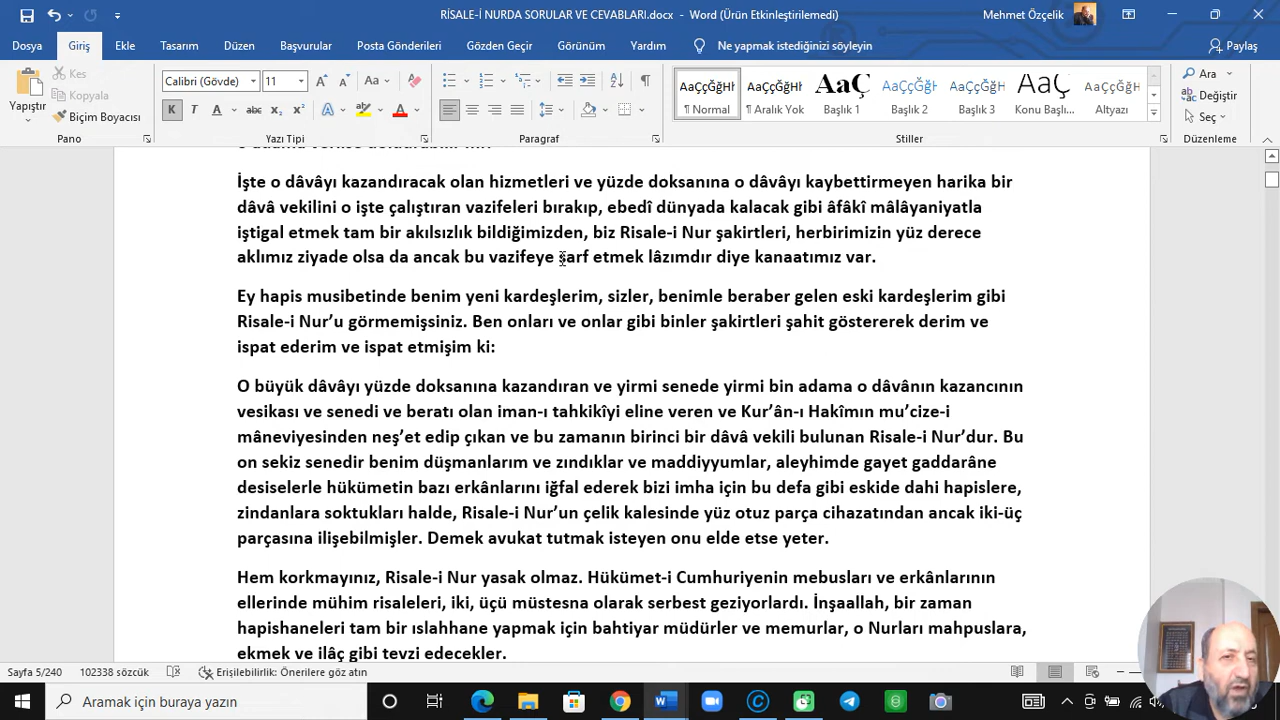 RİSALE-İ NURDA SORULAR VE CEVABLARI.docx - Word (Ürün Etkinleştirilemedi)
Mehmet Özçelik
Dosya Giriş Ekle Tasarım Düzen Başvurular Posta Gönderileri Gözden Geçir Görünüm Yardım Ne yapmak istediğinizi söyleyin Paylaş
Yapıştır
Kes
Kopyala
Biçim Boyacısı
Calibri (Gövde) 11
AaÇçĞğHı AaÇçĞğHı AaÇ AaÇçĞğH AaÇçĞğH AaÇ AaÇçĞğH
¶ Normal ¶ Aralık Yok Başlık 1 Başlık 2 Başlık 3 Konu Başlı... Altyazı
Ara
Değiştir
Seç
Pano Yazı Tipi Paragraf Stiller Düzenleme
İşte o dâvâyı kazandıracak olan hizmetleri ve yüzde doksanına o dâvâyı kaybettirmeyen harika bir
dâvâ vekilini o işte çalıştıran vazifeleri bırakıp, ebedî dünyada kalacak gibi âfâkî mâlâyaniyatla
iştigal etmek tam bir akılsızlık bildiğimizden, biz Risale-i Nur şakirtleri, herbirimizin yüz derece
aklımız ziyade olsa da ancak bu vazifeye sarf etmek lâzımdır diye kanaatımız var.
Ey hapis musibetinde benim yeni kardeşlerim, sizler, benimle beraber gelen eski kardeşlerim gibi
Risale-i Nur’u görmemişsiniz. Ben onları ve onlar gibi binler şakirtleri şahit göstererek derim ve
ispat ederim ve ispat etmişim ki:
O büyük dâvâyı yüzde doksanına kazandıran ve yirmi senede yirmi bin adama o dâvânın kazancının
vesikası ve senedi ve beratı olan iman-ı tahkikîyi eline veren ve Kur’ân-ı Hakîmın mu’cize-i
mâneviyesinden neş’et edip çıkan ve bu zamanın birinci bir dâvâ vekili bulunan Risale-i Nur’dur. Bu
on sekiz senedir benim düşmanlarım ve zındıklar ve maddiyyumlar, aleyhimde gayet gaddarâne
desiselerle hükümetin bazı erkânlarını iğfal ederek bizi imha için bu defa gibi eskide dahi hapislere,
zindanlara soktukları halde, Risale-i Nur’un çelik kalesinde yüz otuz parça cihazatından ancak iki-üç
parçasına ilişebilmişler. Demek avukat tutmak isteyen onu elde etse yeter.
Hem korkmayınız, Risale-i Nur yasak olmaz. Hükümet-i Cumhuriyenin mebusları ve erkânlarının
ellerinde mühim risaleleri, iki, üçü müstesna olarak serbest geziyorlardı. İnşaallah, bir zaman
hapishaneleri tam bir ıslahhane yapmak için bahtiyar müdürler ve memurlar, o Nurları mahpuslara,
ekmek ve ilâç gibi tevzi edecekler.
Sayfa 5/240 102338 sözcük Erişilebilirlik: Önerilere göz atın
Aramak için buraya yazın